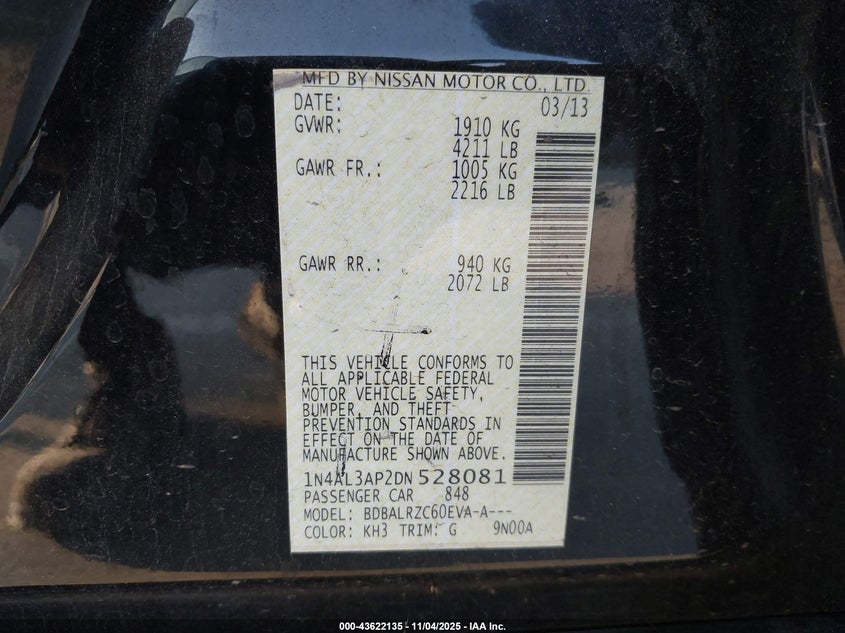 MFD BY NISSAN MOTOR CO., LTD.
DATE: 03/13
GVWR: 1910 KG
4211 LB
GAWR FR.: 1005 KG
2216 LB
GAWR RR.: 940 KG
2072 LB
THIS VEHICLE CONFORMS TO
ALL APPLICABLE FEDERAL
MOTOR VEHICLE SAFETY,
BUMPER, AND THEFT
PREVENTION STANDARDS IN
EFFECT ON THE DATE OF
MANUFACTURE SHOWN ABOVE.
1N4AL3AP2DN 528081
PASSENGER CAR 848
MODEL: BDBALRZC60EVA-A---
COLOR: KH3 TRIM: G 9N00A
000-43622135 - 11/04/2025 - IAA Inc.